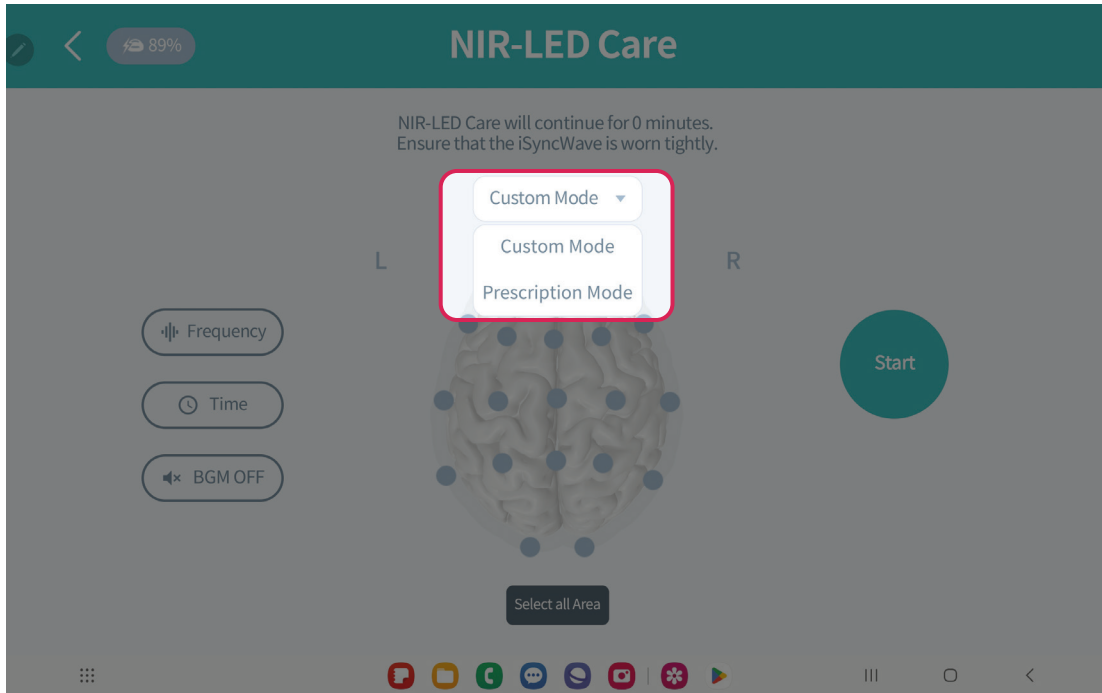 89%
NIR-LED Care
NIR-LED Care will continue for 0 minutes.
Ensure that the iSyncWave is worn tightly.
Custom Mode
Custom Mode
Prescription Mode
L
R
Frequency
Time
BGM OFF
Start
Select all Area